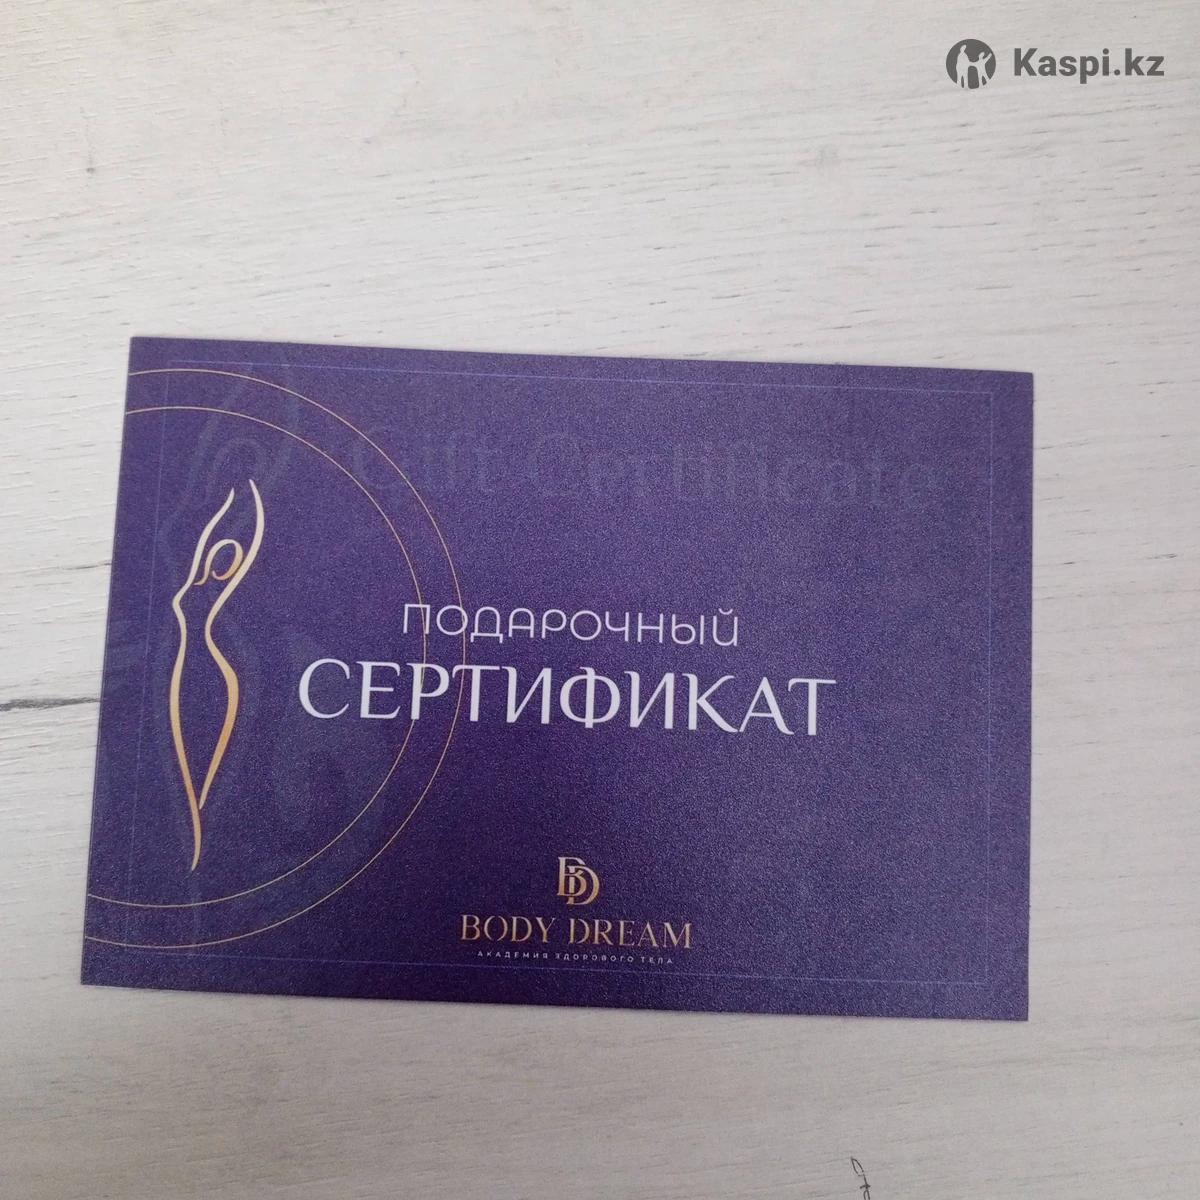 Kaspi.kz
Gift Certificate
ПОДАРОЧНЫЙ
СЕРТИФИКАТ
BD
BODY DREAM
АКАДЕМИЯ ЗДОРОВОГО ТЕЛА